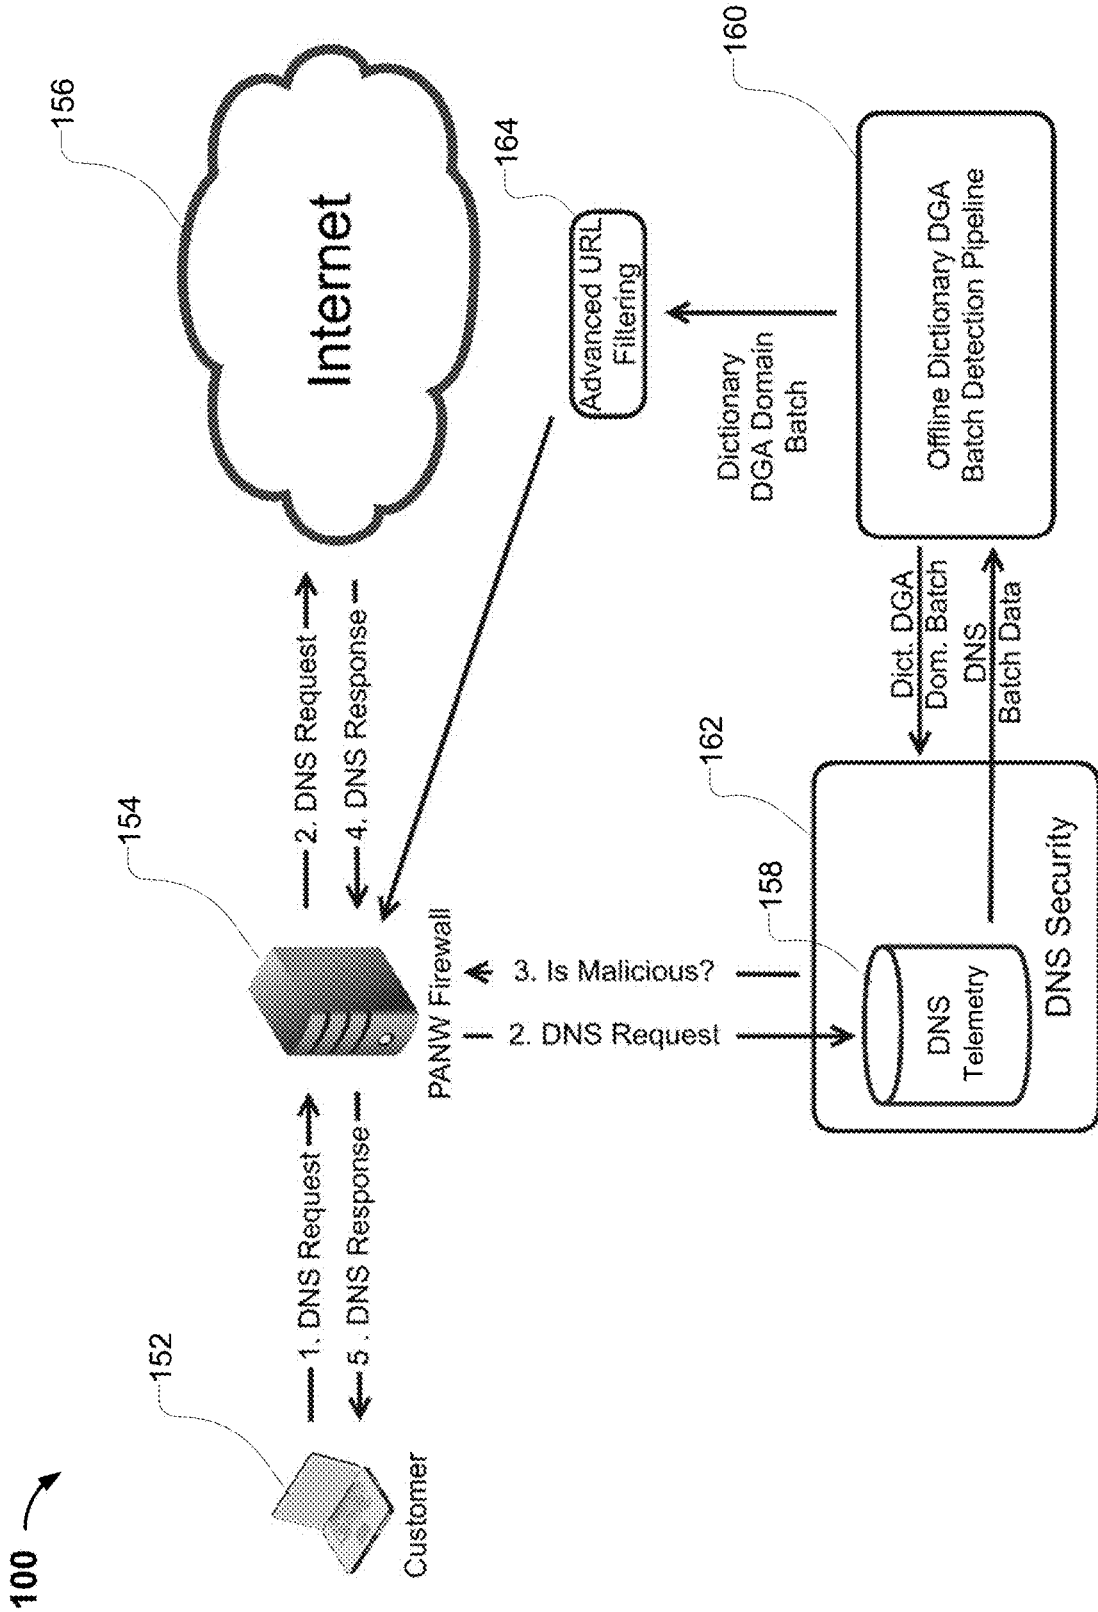 100
152
Customer
1. DNS Request
5 . DNS Response
154
PANW Firewall
2. DNS Request
4. DNS Response
156
Internet
164
Advanced URL
Filtering
3. Is Malicious?
2. DNS Request
162
158
DNS
Telemetry
DNS Security
Dict. DGA
Dom. Batch
DNS
Batch Data
Dictionary
DGA Domain
Batch
160
Offline Dictionary DGA
Batch Detection Pipeline